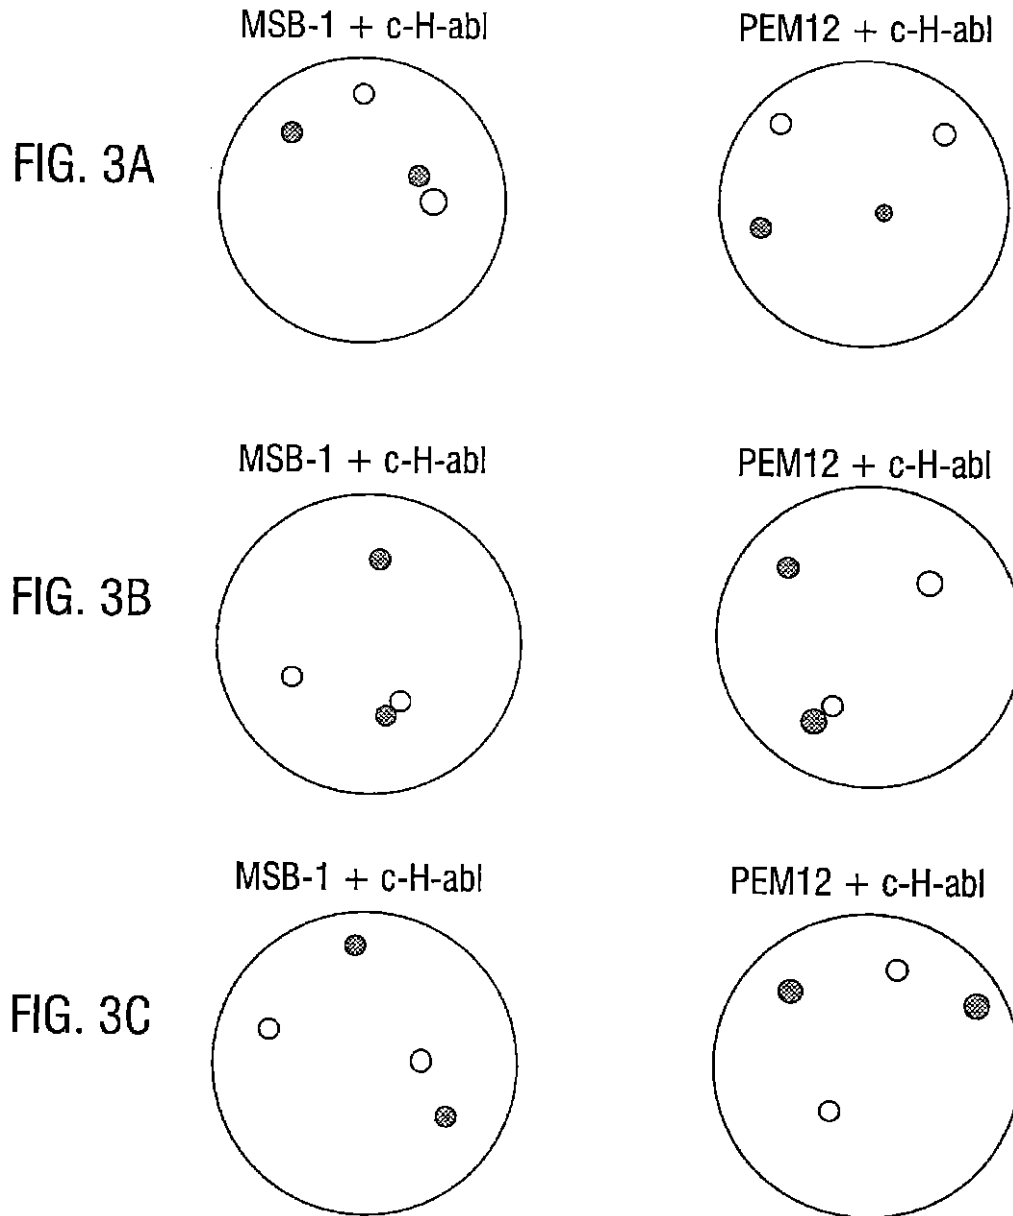 MSB-1 + c-H-abl
PEM12 + c-H-abl
FIG. 3A
MSB-1 + c-H-abl
PEM12 + c-H-abl
FIG. 3B
MSB-1 + c-H-abl
PEM12 + c-H-abl
FIG. 3C